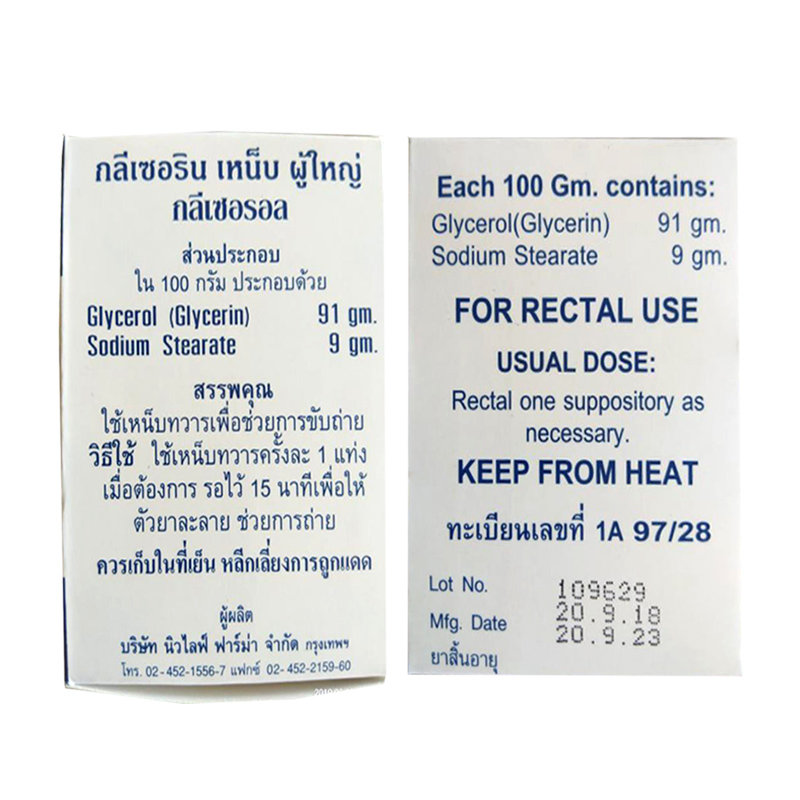 กลีเซอริน เหน็บ ผู้ใหญ่
กลีเซอรอล
ส่วนประกอบ
ใน 100 กรัม ประกอบด้วย
Glycerol (Glycerin) 91 gm.
Sodium Stearate 9 gm.
สรรพคุณ
ใช้เหน็บทวารเพื่อช่วยการขับถ่าย
วิธีใช้ ใช้เหน็บทวารครั้งละ 1 แท่ง
เมื่อต้องการ รอไว้ 15 นาทีเพื่อให้
ตัวยาละลาย ช่วยการถ่าย
ควรเก็บในที่เย็น หลีกเลี่ยงการถูกแดด
ผู้ผลิต
บริษัท นิวไลฟ์ ฟาร์ม่า จำกัด กรุงเทพฯ
โทร. 02-452-1556-7 แฟกซ์ 02-452-2159-60
Each 100 Gm. contains:
Glycerol(Glycerin) 91 gm.
Sodium Stearate 9 gm.
FOR RECTAL USE
USUAL DOSE:
Rectal one suppository as
necessary.
KEEP FROM HEAT
ทะเบียนเลขที่ 1A 97/28
Lot No. 109629
Mfg. Date 20.9.18
ยาสิ้นอายุ 20.9.23